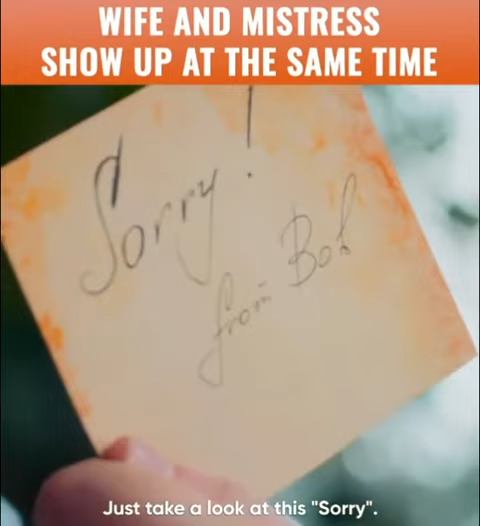 WIFE AND MISTRESS
SHOW UP AT THE SAME TIME
Sorry!
from Bob
Just take a look at this "Sorry".